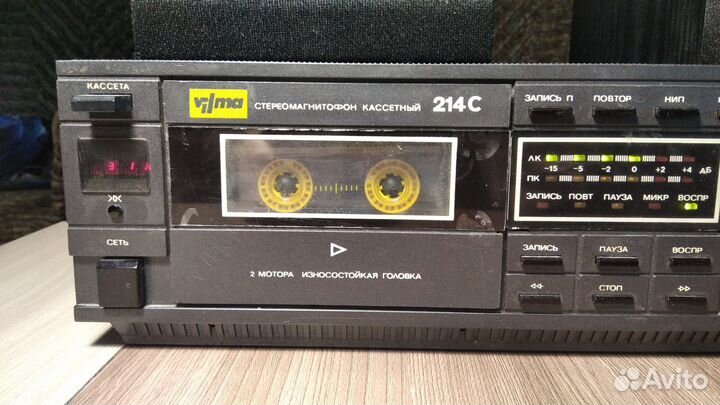 КАССЕТА
vilma СТЕРЕОМАГНИТОФОН КАССЕТНЫЙ 214С
ЗАПИСЬ П ПОВТОР НИП
ЛК
-15 -5 -2 0 +2 +4 ДБ
ПК
ЗАПИСЬ ПОВТ ПАУЗА МИКР ВОСПР
СЕТЬ
2 МОТОРА ИЗНОСОСТОЙКАЯ ГОЛОВКА
ЗАПИСЬ ПАУЗА ВОСПР
СТОП
Avito